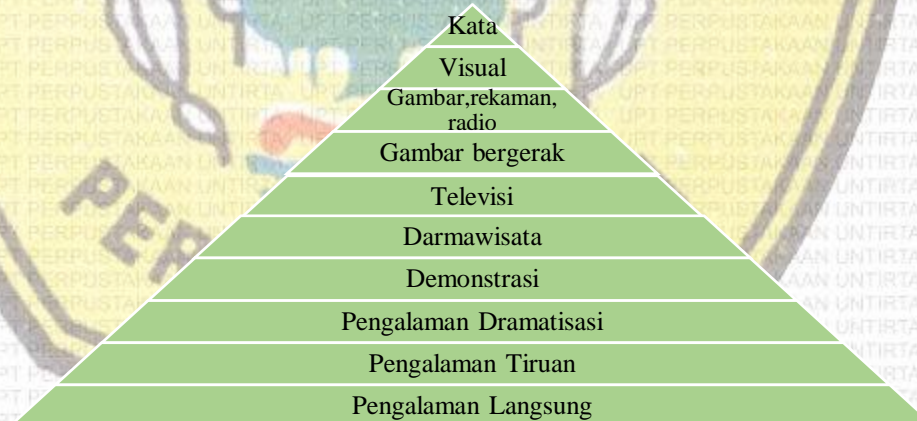 Kata
Visual
Gambar,rekaman,
radio
Gambar bergerak
Televisi
Darmawisata
Demonstrasi
Pengalaman Dramatisasi
Pengalaman Tiruan
Pengalaman Langsung